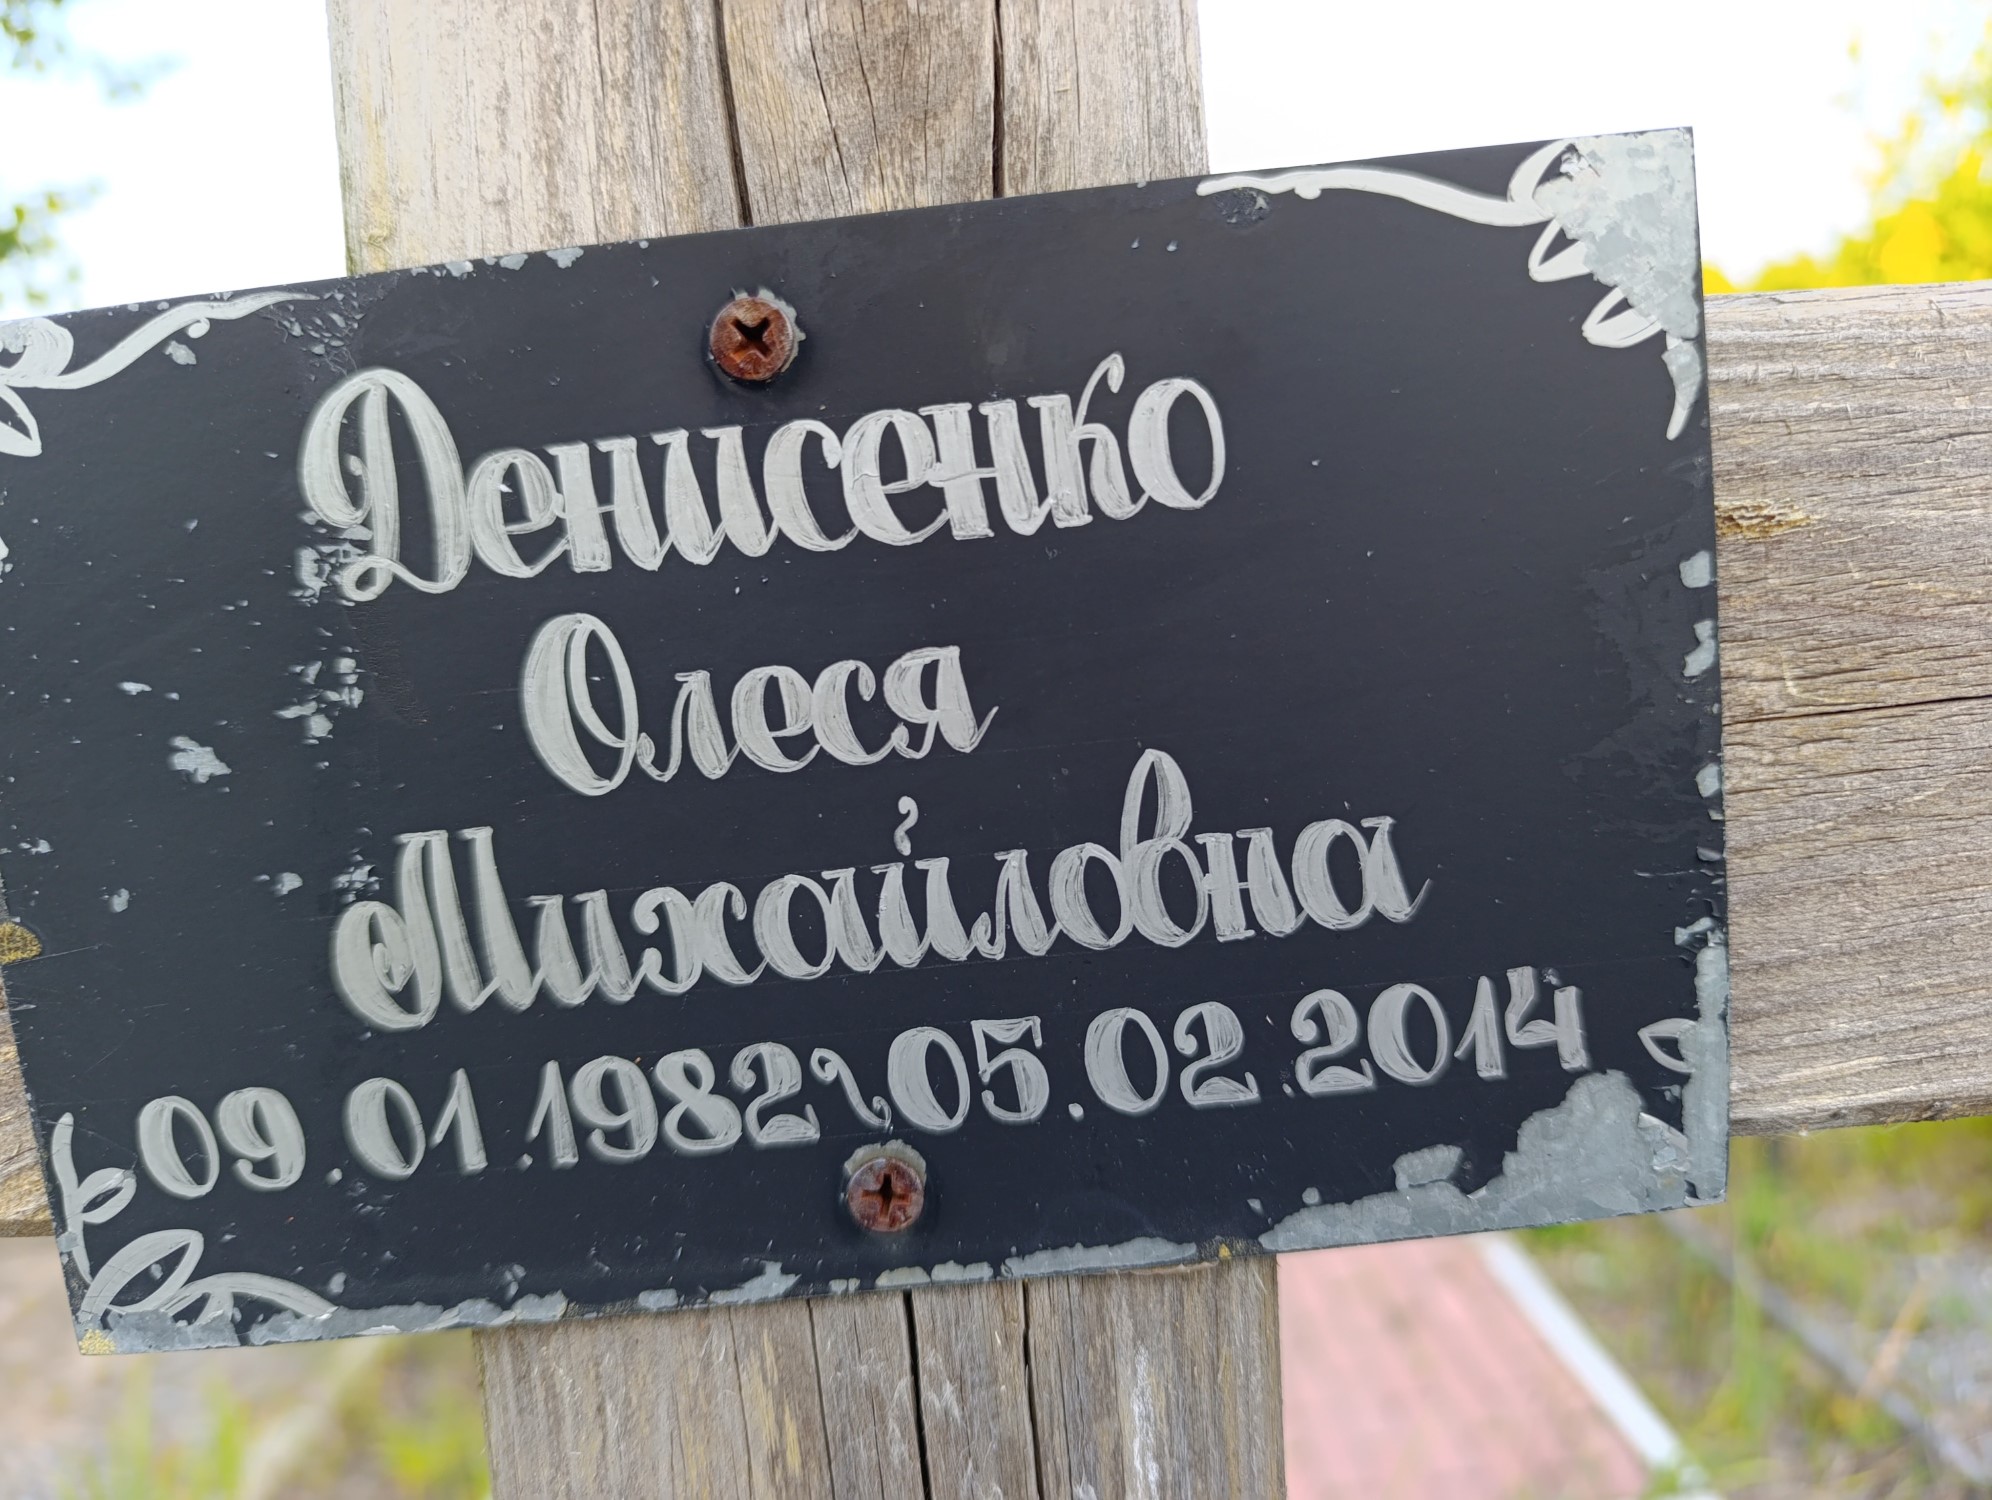 Денисенко
Олеся
Михайловна
09.01.1982~05.02.2014